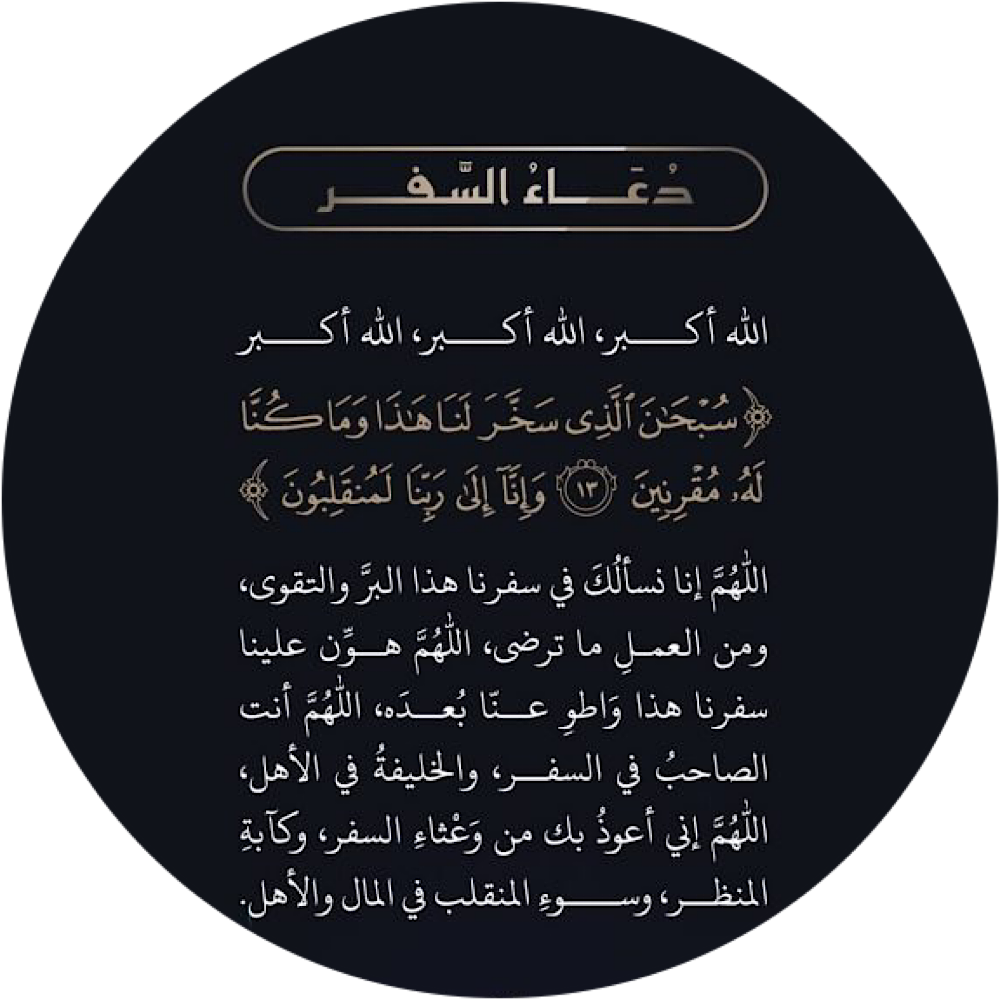 دُعَاءُ السَّفر
الله أكبر، الله أكبر، الله أكبر
﴿سُبْحَٰنَ ٱلَّذِى سَخَّرَ لَنَا هَٰذَا وَمَا كُنَّا
لَهُۥ مُقْرِنِينَ ١٣ وَإِنَّآ إِلَىٰ رَبِّنَا لَمُنقَلِبُونَ﴾
اللَّهُمَّ إنا نسألُكَ في سفرنا هذا البرَّ والتقوى،
ومن العملِ ما ترضى، اللَّهُمَّ هوِّن علينا
سفرنا هذا وَاطوِ عنّا بُعدَه، اللَّهُمَّ أنت
الصاحبُ في السفر، والخليفةُ في الأهل،
اللَّهُمَّ إني أعوذُ بك من وَعْثاءِ السفر، وكآبةِ
المنظر، وسوءِ المنقلب في المال والأهل.